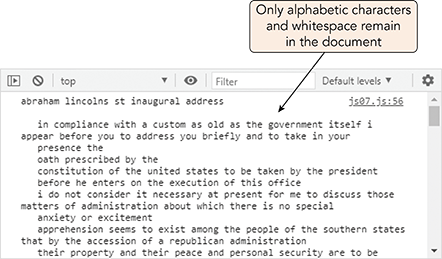 Only alphabetic characters
and whitespace remain
in the document
top
Filter
Default levels
abraham lincolns st inaugural address js07.js:56
in compliance with a custom as old as the government itself i
appear before you to address you briefly and to take in your
presence the
oath prescribed by the
constitution of the united states to be taken by the president
before he enters on the execution of this office
i do not consider it necessary at present for me to discuss those
matters of administration about which there is no special
anxiety or excitement
apprehension seems to exist among the people of the southern states
that by the accession of a republican administration
their property and their peace and personal security are to be